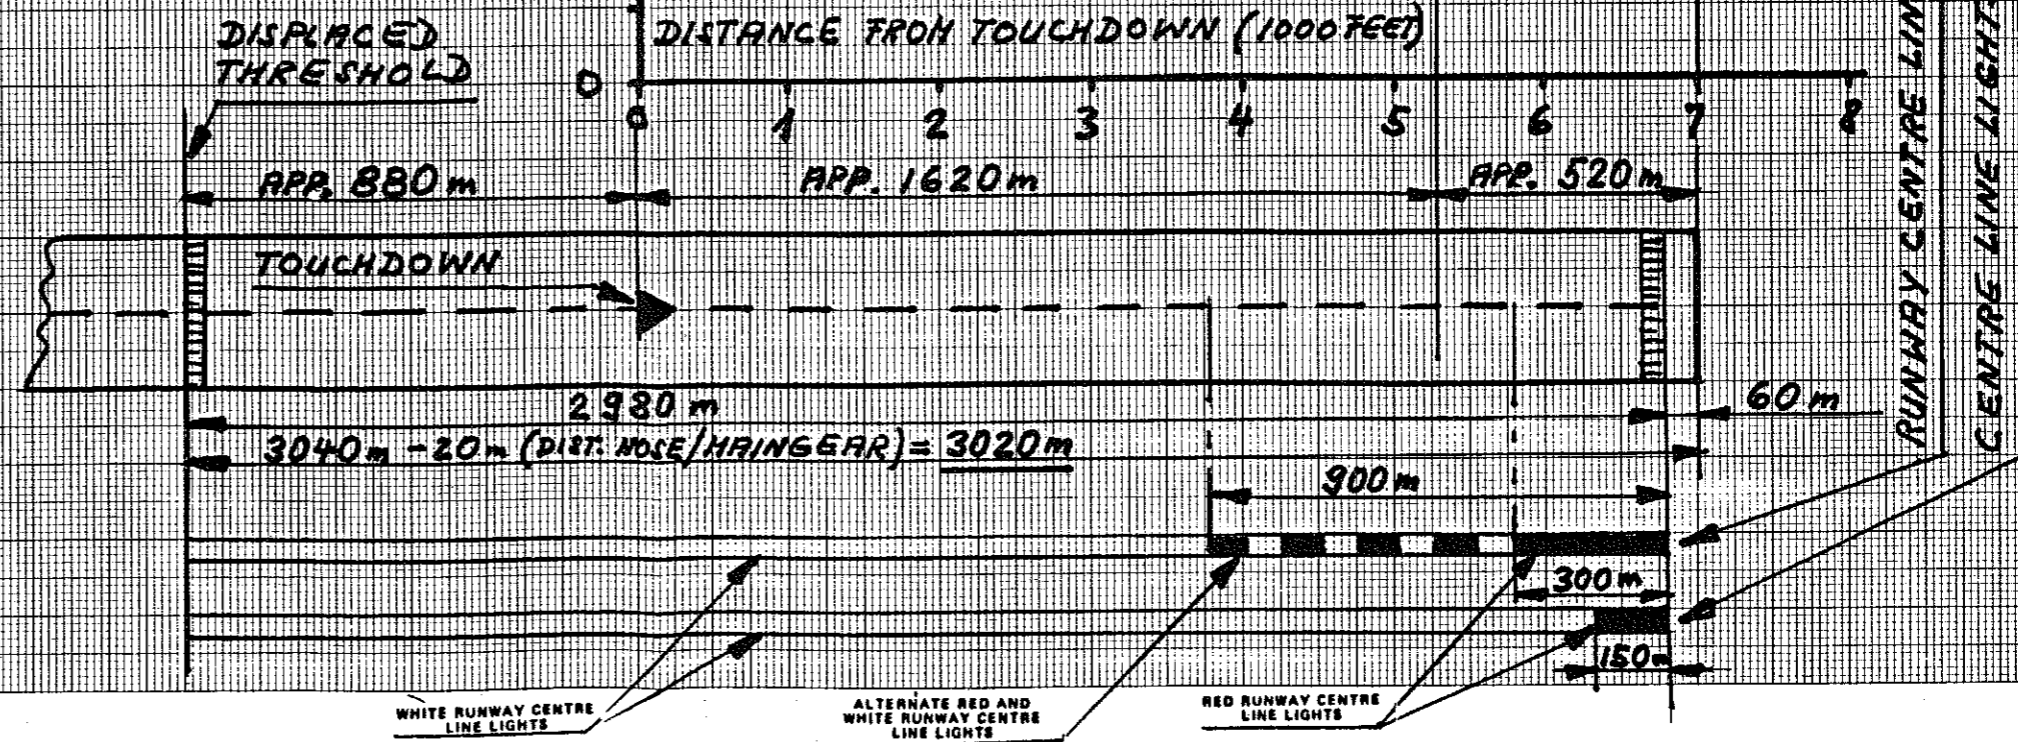 DISPLACED
THRESHOLD
DISTANCE FROM TOUCHDOWN (1000 FEET)
0
0 1 2 3 4 5 6 7 8
APP. 880 m
APP. 1620 m
APP. 520 m
TOUCHDOWN
2980 m
60 m
3040 m - 20 m (DIST. NOSE/MAINGEAR) = 3020 m
900 m
300 m
150 m
RUNWAY CENTRE LIN
CENTRE LINE LIGHTS
WHITE RUNWAY CENTRE
LINE LIGHTS
ALTERNATE RED AND
WHITE RUNWAY CENTRE
LINE LIGHTS
RED RUNWAY CENTRE
LINE LIGHTS